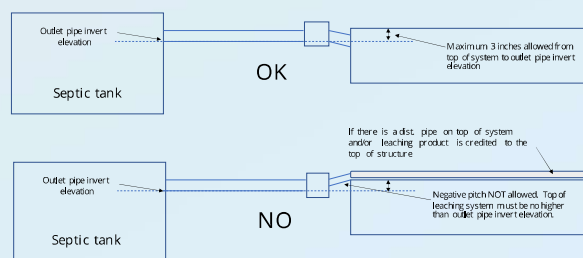 Outlet pipe invert
elevation
Septic tank
OK
Maximum 3 inches allowed from
top of system to outlet pipe invert
elevation
If there is a dist. pipe on top of system
and/or leaching product is credited to the
top of structure
Outlet pipe invert
elevation
Septic tank
NO
Negative pitch NOT allowed. Top of
leaching system must be no higher
than outlet pipe invert elevation.